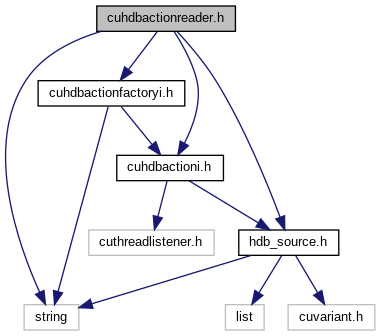 cuhdbactionreader.h
cuhdbactionfactoryi.h
cuhdbactioni.h
cuthreadlistener.h
hdb_source.h
string
list
cuvariant.h